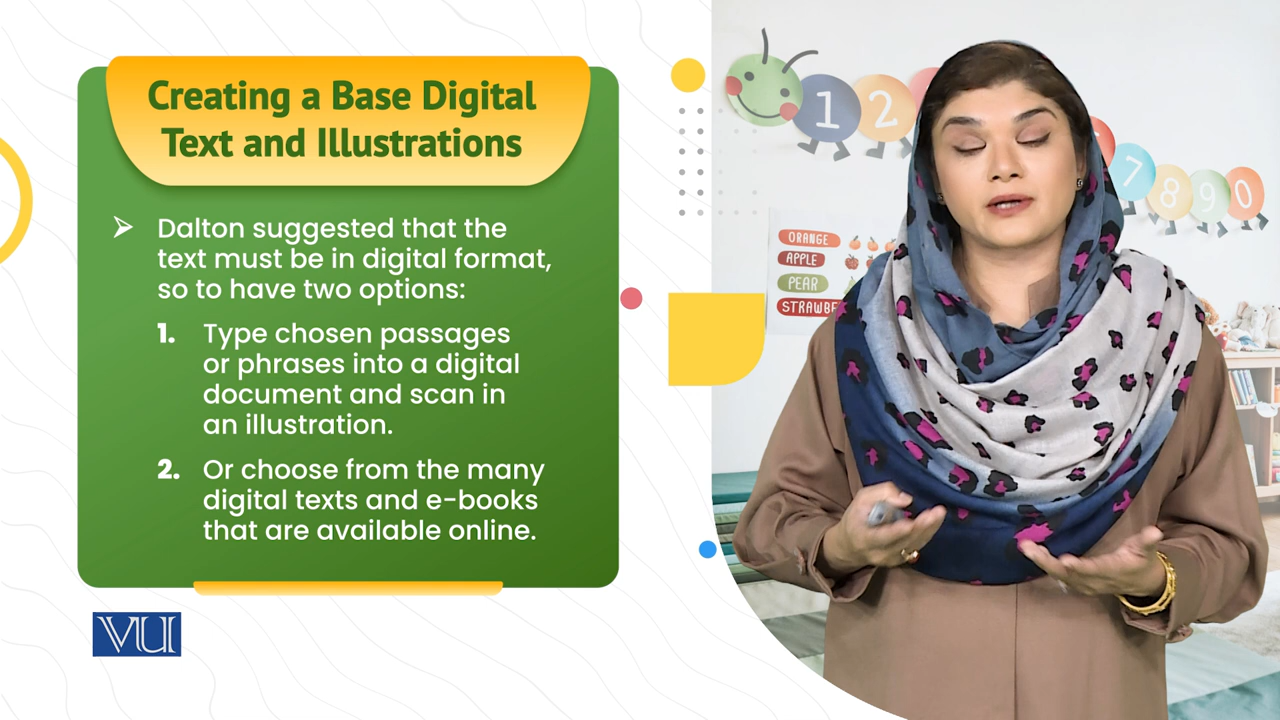 Creating a Base Digital
Text and Illustrations
Dalton suggested that the
text must be in digital format,
so to have two options:
1. Type chosen passages
or phrases into a digital
document and scan in
an illustration.
2. Or choose from the many
digital texts and e-books
that are available online.
VU
1 2
7 8 9 0
ORANGE
APPLE
PEAR
STRAWBE